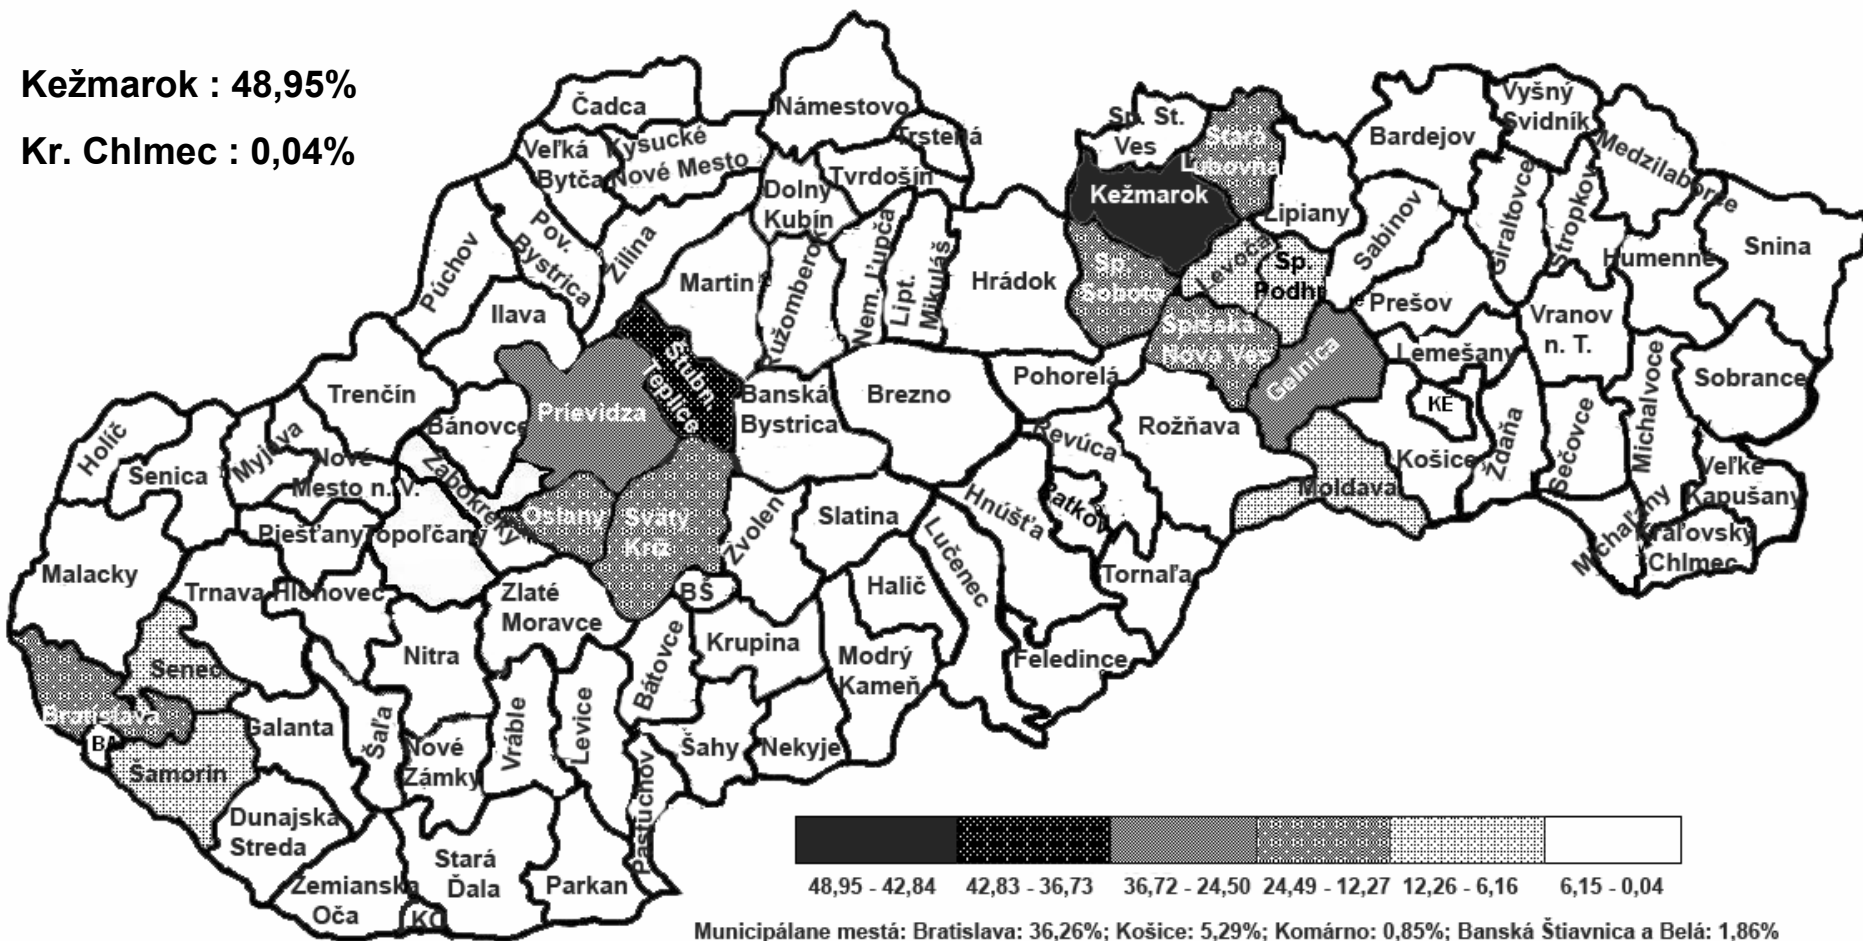 Kežmarok : 48,95%
Kr. Chlmec : 0,04%
Čadca
Námestovo
Trstená
Veľká
Bytča
Kysucké
Nové Mesto
Dolný
Kubín
Tvrdošín
Púchov
Pov.
Bystrica
Žilina
Martin
Ružomberok
Nem. Ľupča
Lipt.
Mikuláš
Hrádok
Sp. St.
Ves
Stará
Ľubovňa
Kežmarok
Lipiany
Bardejov
Vyšný
Svidník
Medzilaborce
Sabinov
Giraltovce
Stropkov
Humenné
Snina
Levoča
Sp.
Podhr
Sp.
Sobota
Spišská
Nová Ves
Gelnica
Prešov
Vranov
n. T.
Lemešany
KE
Košice
Ždaňa
Sečovce
Michalvoce
Sobrance
Ilava
Trenčín
Bánovce
Prievidza
Štubn.
Teplice
Banská
Bystrica
Brezno
Pohorelá
Revúca
Rožňava
Ratkov
Moldava
Veľké
Kapušany
Michaľany
Kráľovský
Chlmec
Holíč
Senica
Myjava
Nové
Mesto n. V.
Žabokreky
Piešťany
Topoľčany
Oslany
Svätý
Kríž
Zvolen
Slatina
Hnúšťa
Lučenec
Tornaľa
Malacky
Trnava
Hlohovec
Zlaté
Moravce
BŠ
Halič
Nitra
Bátovce
Krupina
Modrý
Kameň
Feledince
Senec
Bratislava
BA
Šamorín
Galanta
Šaľa
Nové
Zámky
Vráble
Levice
Šahy
Nekyje
Pastuchov
Dunajská
Streda
Zemianska
Oča
KO
Stará
Ďala
Parkan
48,95 - 42,84 42,83 - 36,73 36,72 - 24,50 24,49 - 12,27 12,26 - 6,16 6,15 - 0,04
Municipálane mestá: Bratislava: 36,26%; Košice: 5,29%; Komárno: 0,85%; Banská Štiavnica a Belá: 1,86%